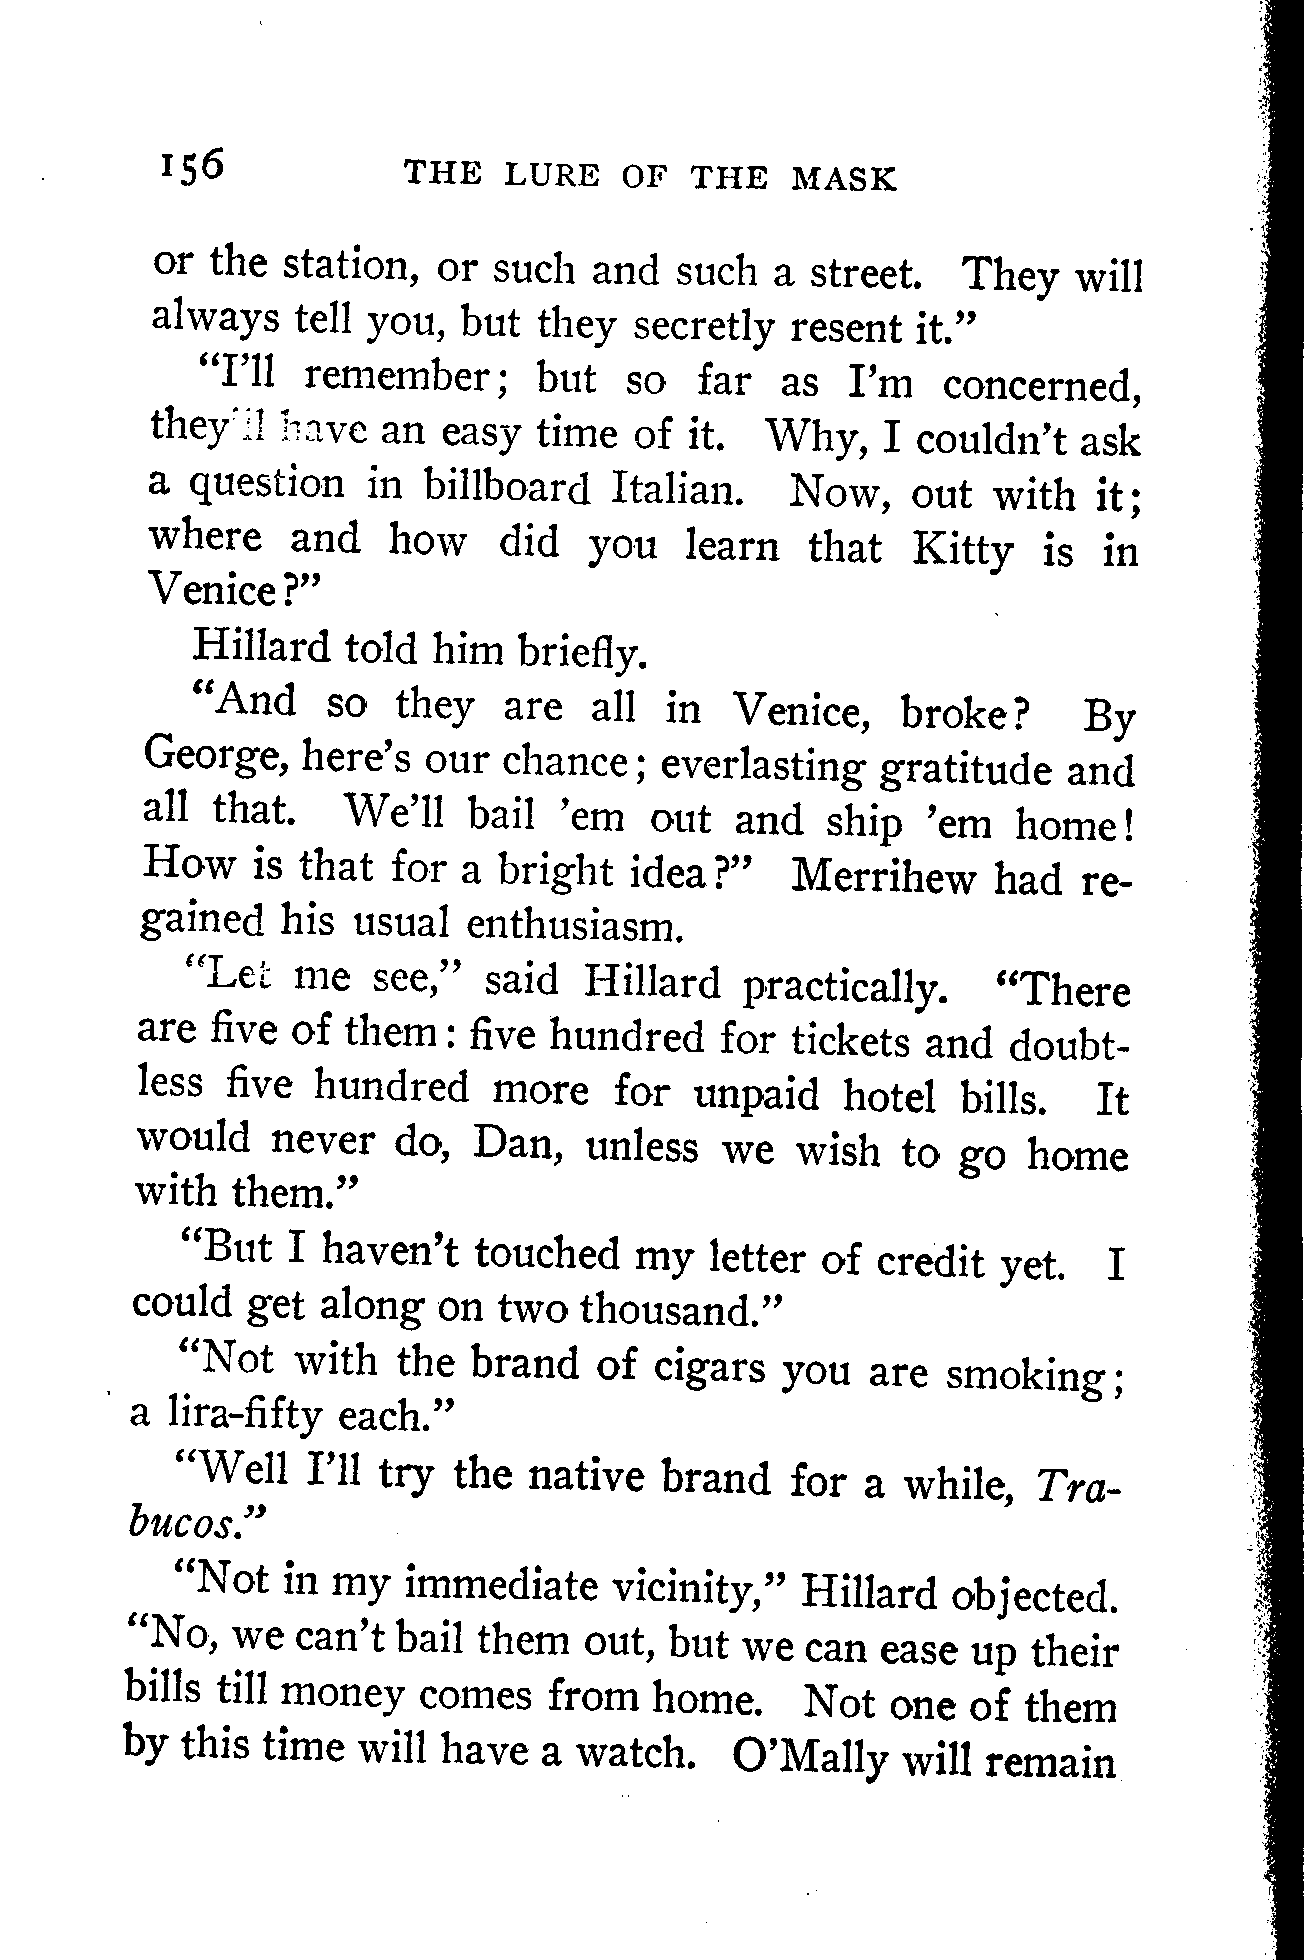 156 THE LURE OF THE MASK
or the station, or such and such a street. They will
always tell you, but they secretly resent it."
"I'll remember; but so far as I'm concerned,
they'll have an easy time of it. Why, I couldn't ask
a question in billboard Italian. Now, out with it;
where and how did you learn that Kitty is in
Venice?"
Hillard told him briefly.
"And so they are all in Venice, broke? By
George, here's our chance; everlasting gratitude and
all that. We'll bail 'em out and ship 'em home!
How is that for a bright idea?" Merrihew had re-
gained his usual enthusiasm.
"Let me see," said Hillard practically. "There
are five of them: five hundred for tickets and doubt-
less five hundred more for unpaid hotel bills. It
would never do, Dan, unless we wish to go home
with them."
"But I haven't touched my letter of credit yet. I
could get along on two thousand."
"Not with the brand of cigars you are smoking;
a lira-fifty each."
"Well I'll try the native brand for a while, Tra-
bucos."
"Not in my immediate vicinity," Hillard objected.
"No, we can't bail them out, but we can ease up their
bills till money comes from home. Not one of them
by this time will have a watch. O'Mally will remain